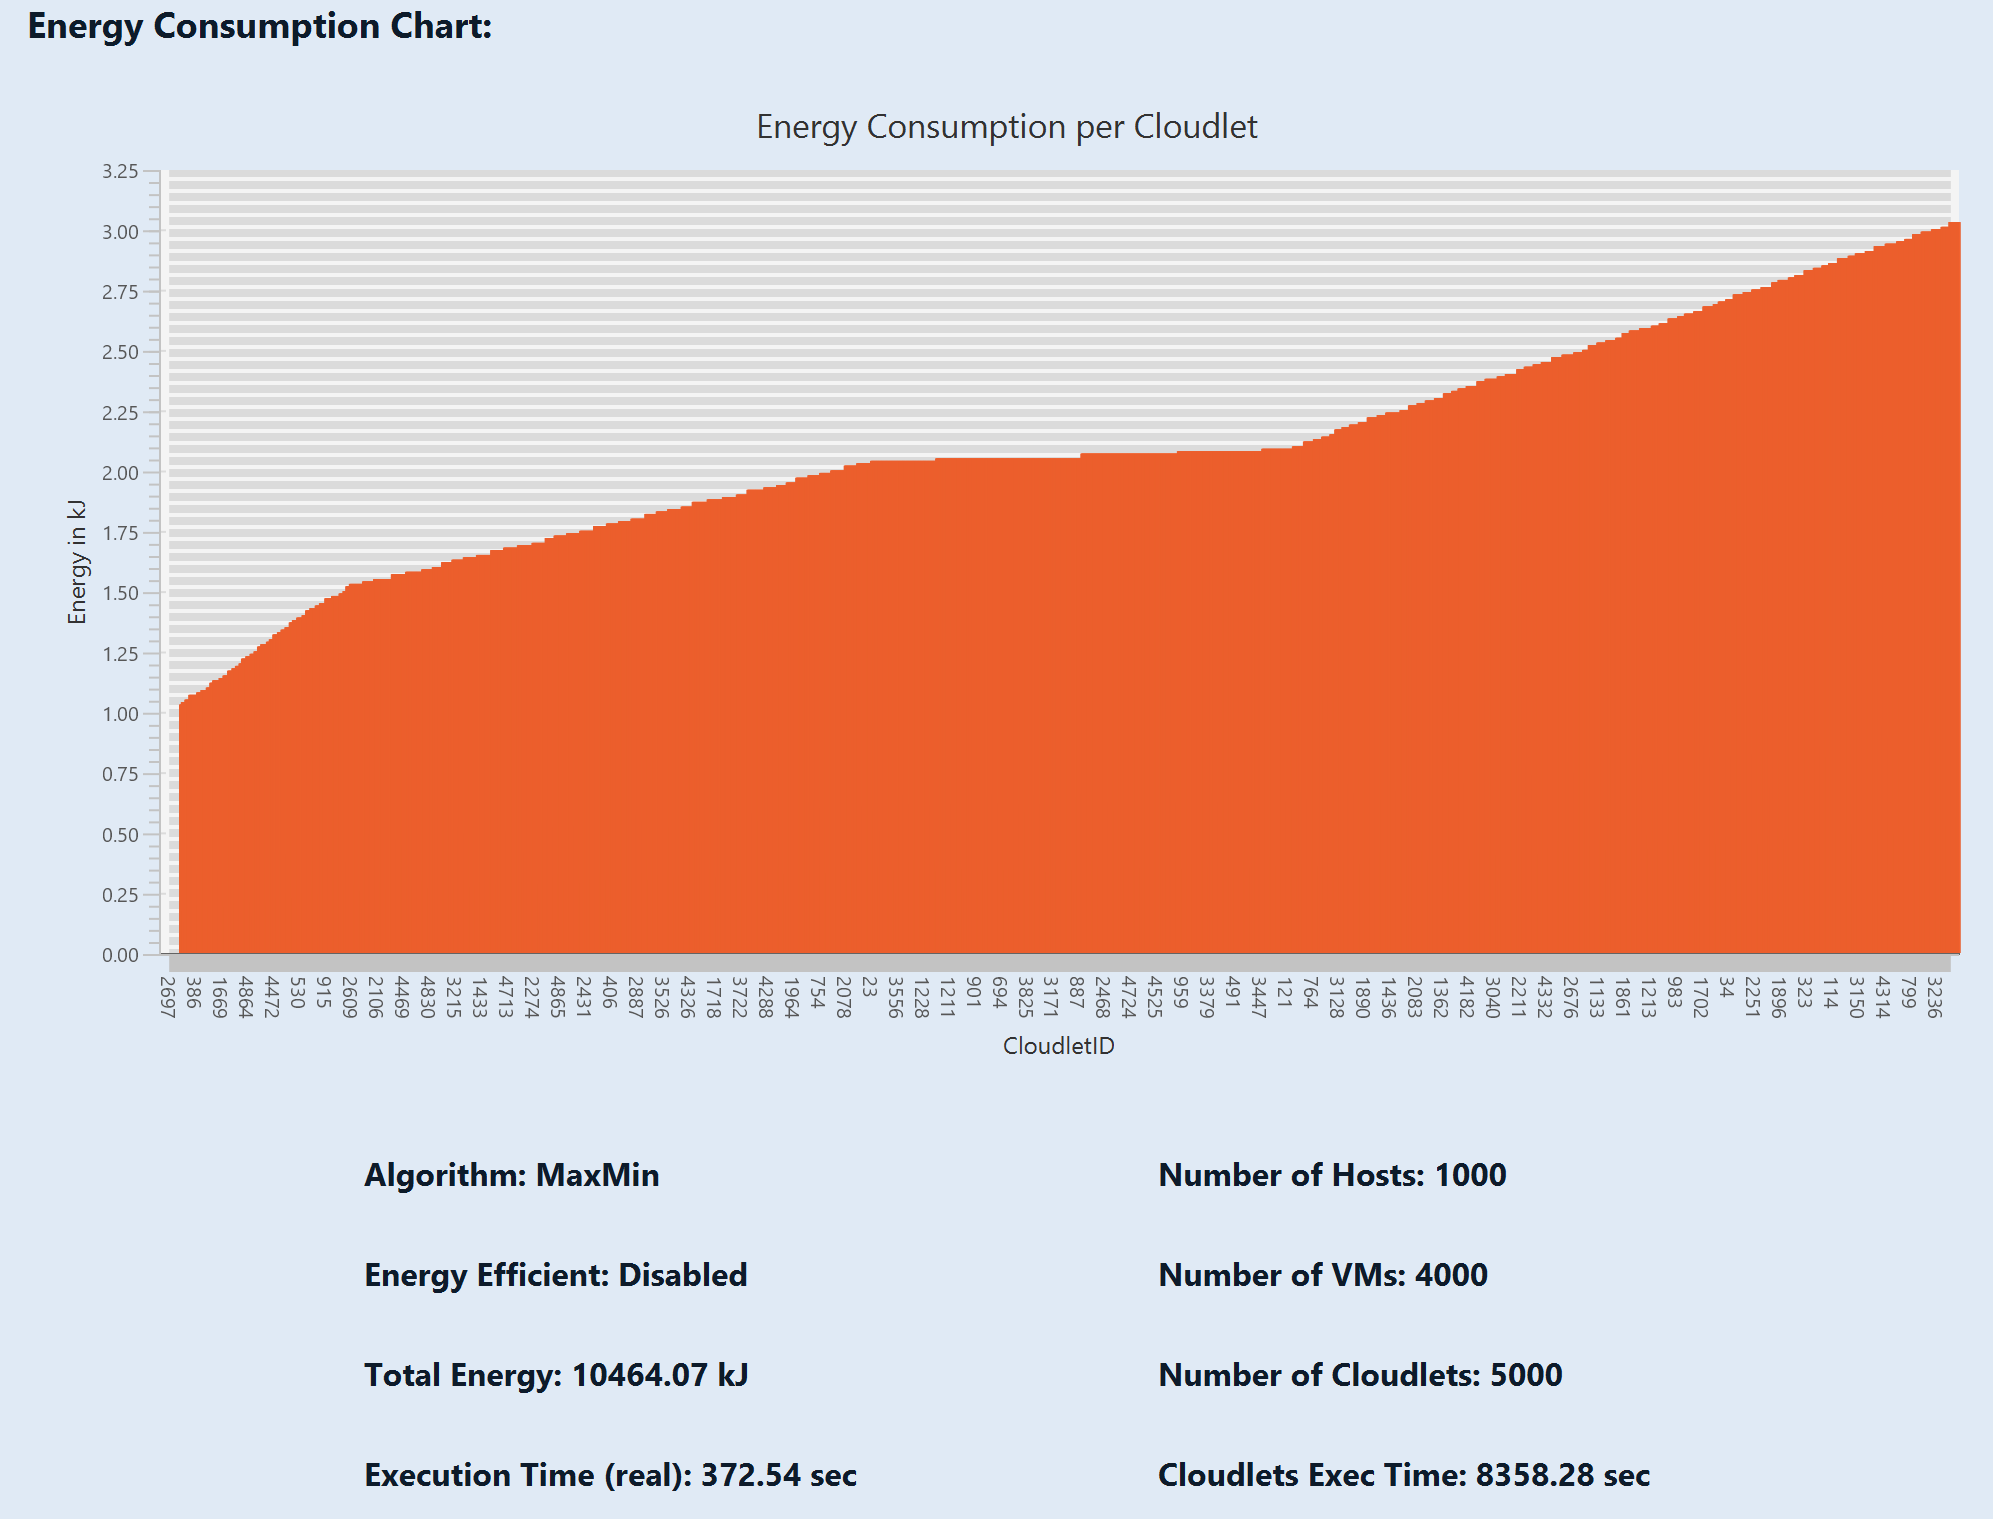 Energy Consumption Chart:
Energy Consumption per Cloudlet
3.25
3.00
2.75
2.50
2.25
2.00
1.75
1.50
1.25
1.00
0.75
0.50
0.25
0.00
Energy in kJ
2697 386 1669 4864 4472 530 915 2609 2106 4469 4830 3215 1433 4713 2274 4865 2431 406 2887 3526 4326 1718 3722 4288 1964 754 2078 23 3556 1228 1211 901 694 3825 3171 887 2468 4724 4525 959 3379 491 3447 121 764 3128 1890 1436 2083 1362 4182 3040 2211 4332 2676 1133 1861 1213 983 1702 34 2251 1896 323 114 3150 4314 799 3236
CloudletID
Algorithm: MaxMin
Number of Hosts: 1000
Energy Efficient: Disabled
Number of VMs: 4000
Total Energy: 10464.07 kJ
Number of Cloudlets: 5000
Execution Time (real): 372.54 sec
Cloudlets Exec Time: 8358.28 sec